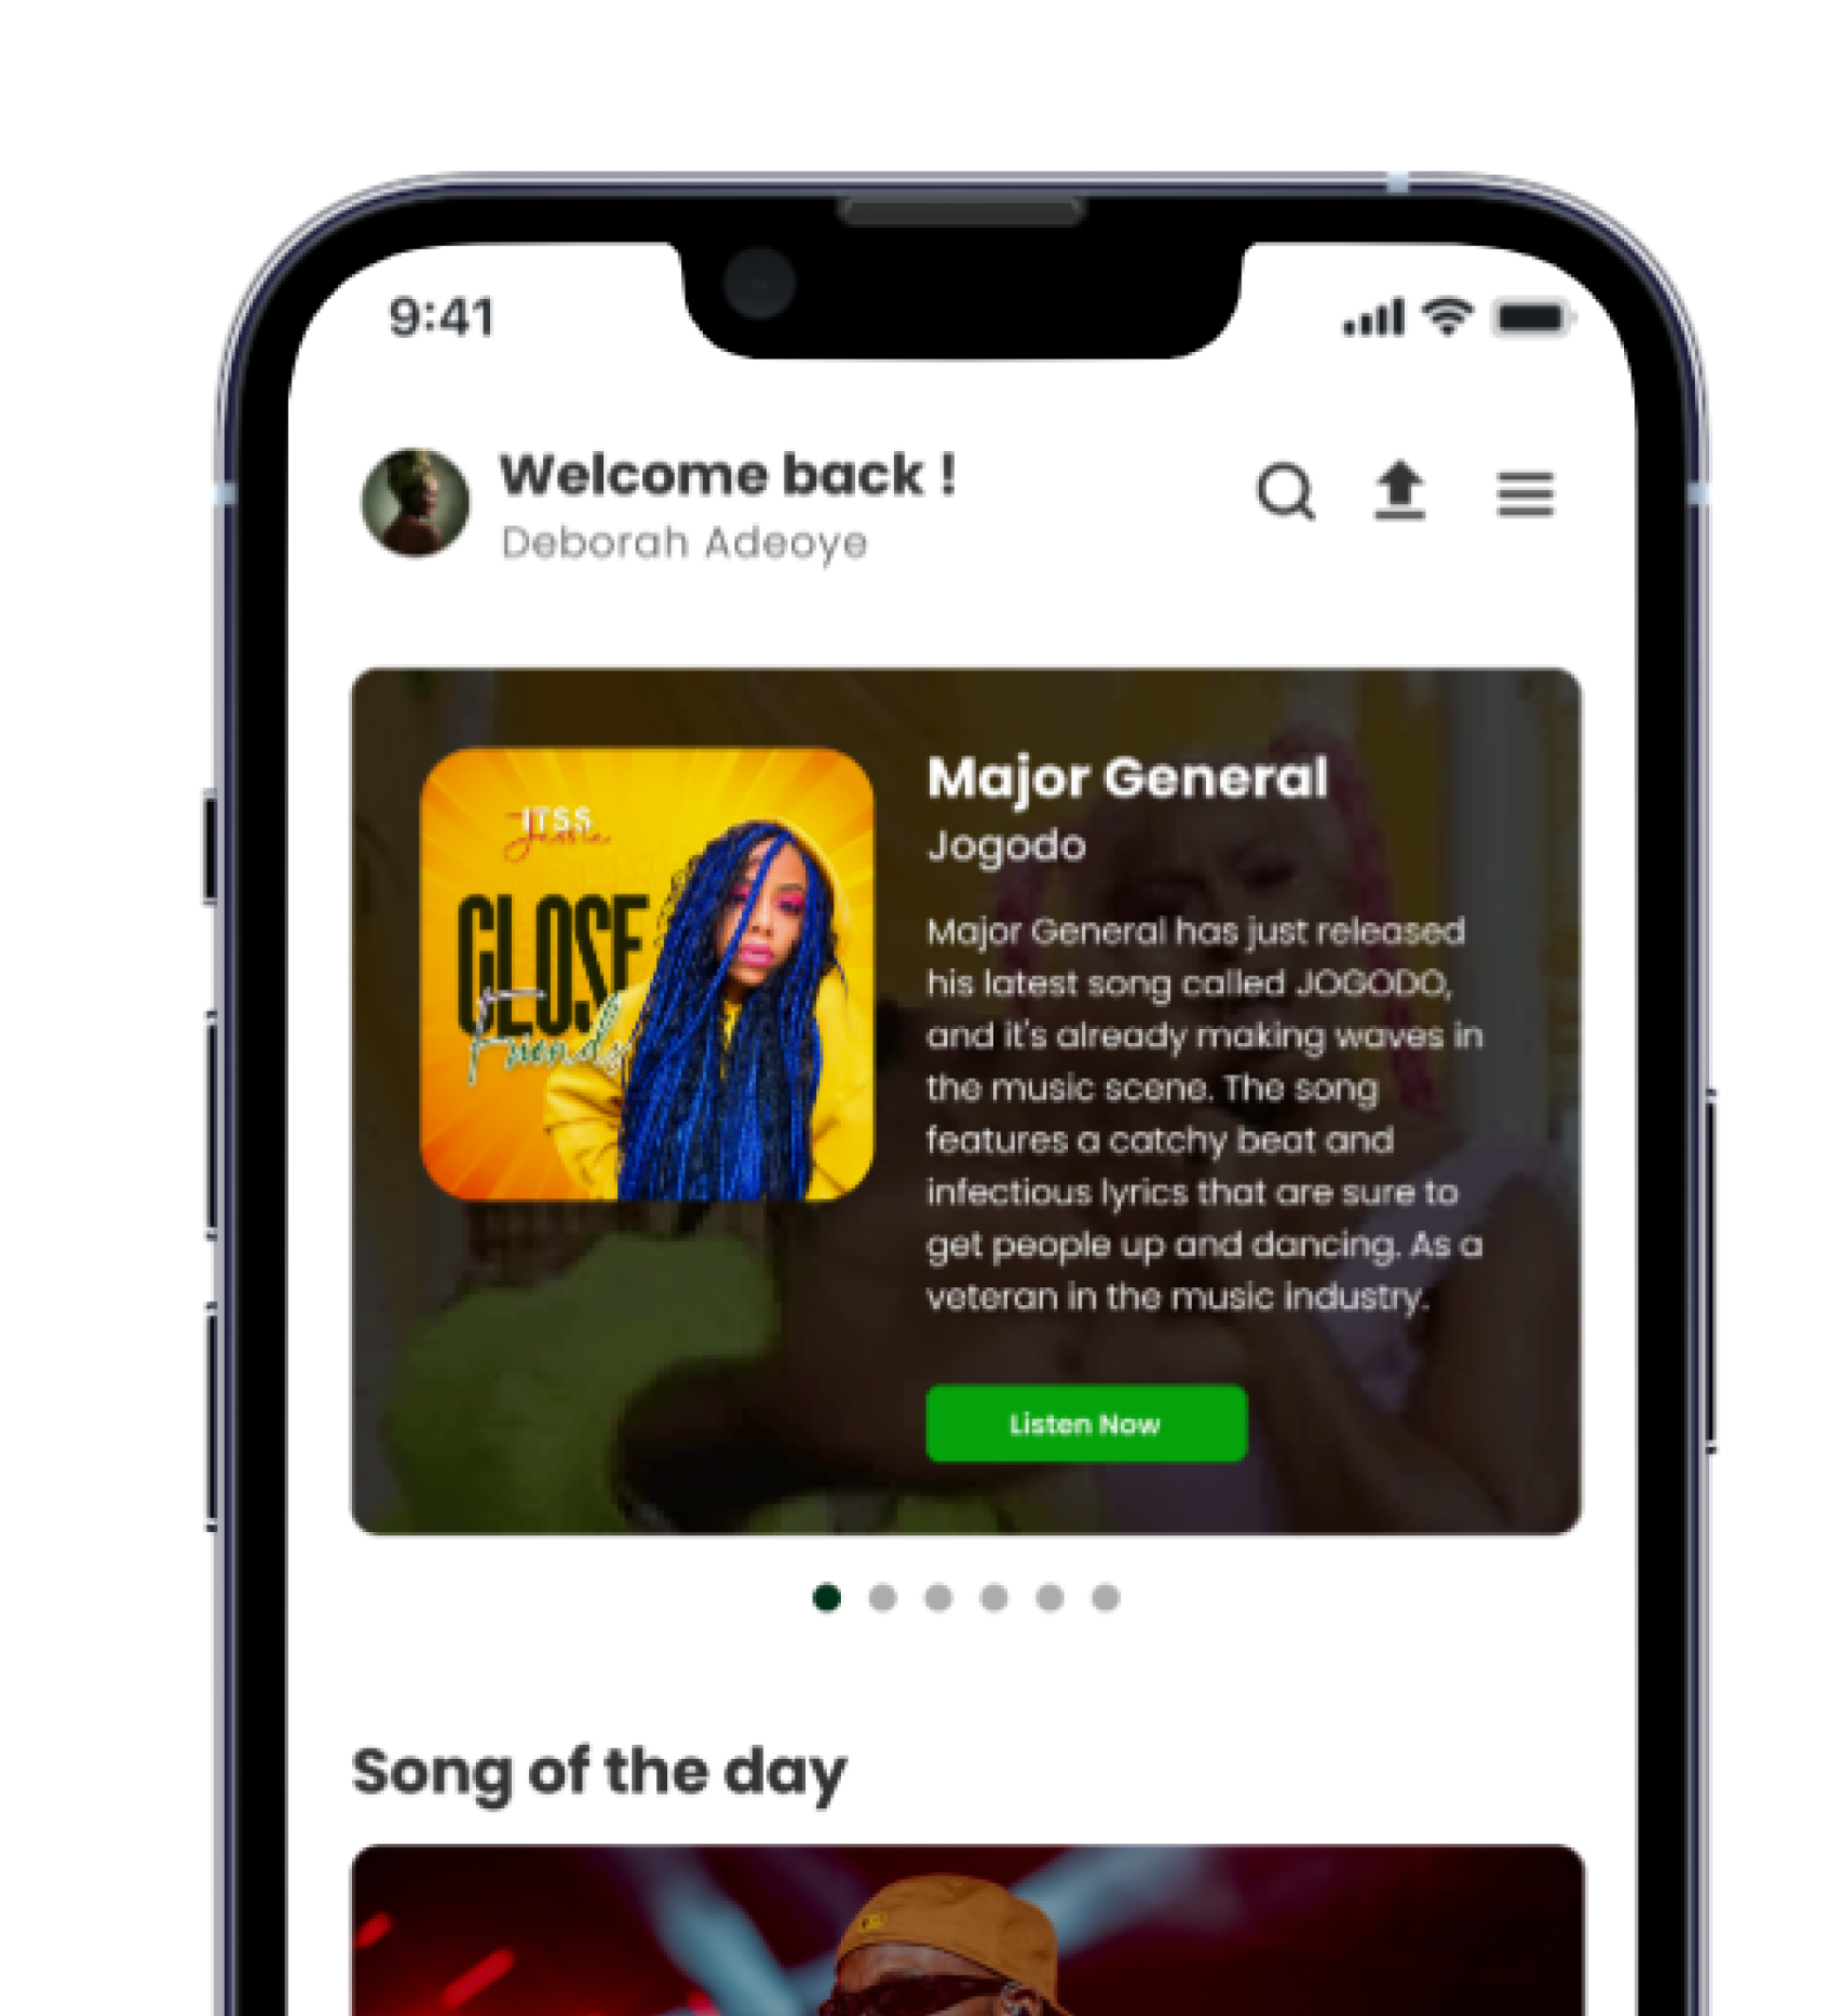 9:41
Welcome back !
Deborah Adeoye
ITSS
Jessie
CLOSE
Friends
Major General
Jogodo
Major General has just released
his latest song called JOGODO,
and it's already making waves in
the music scene. The song
features a catchy beat and
infectious lyrics that are sure to
get people up and dancing. As a
veteran in the music industry.
Listen Now
Song of the day